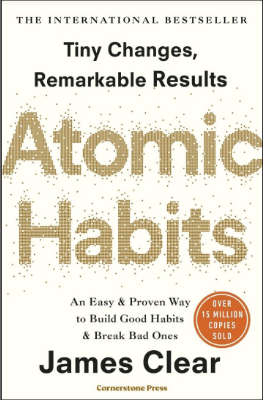 THE INTERNATIONAL BESTSELLER
Tiny Changes,
Remarkable Results
Atomic
Habits
An Easy & Proven Way
to Build Good Habits
& Break Bad Ones
OVER
15 MILLION
COPIES
SOLD
James Clear
Cornerstone Press